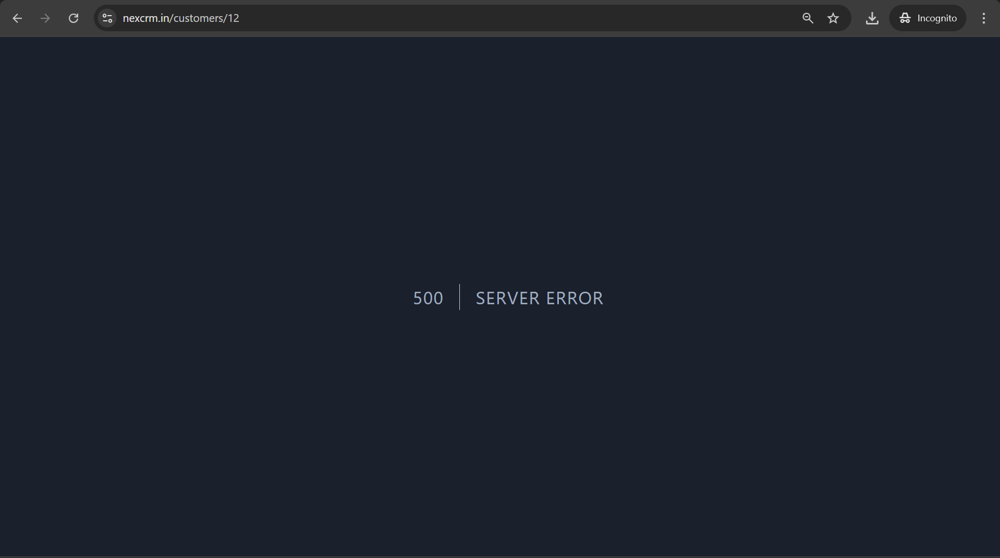 nexcrm.in/customers/12
Incognito
500
SERVER ERROR